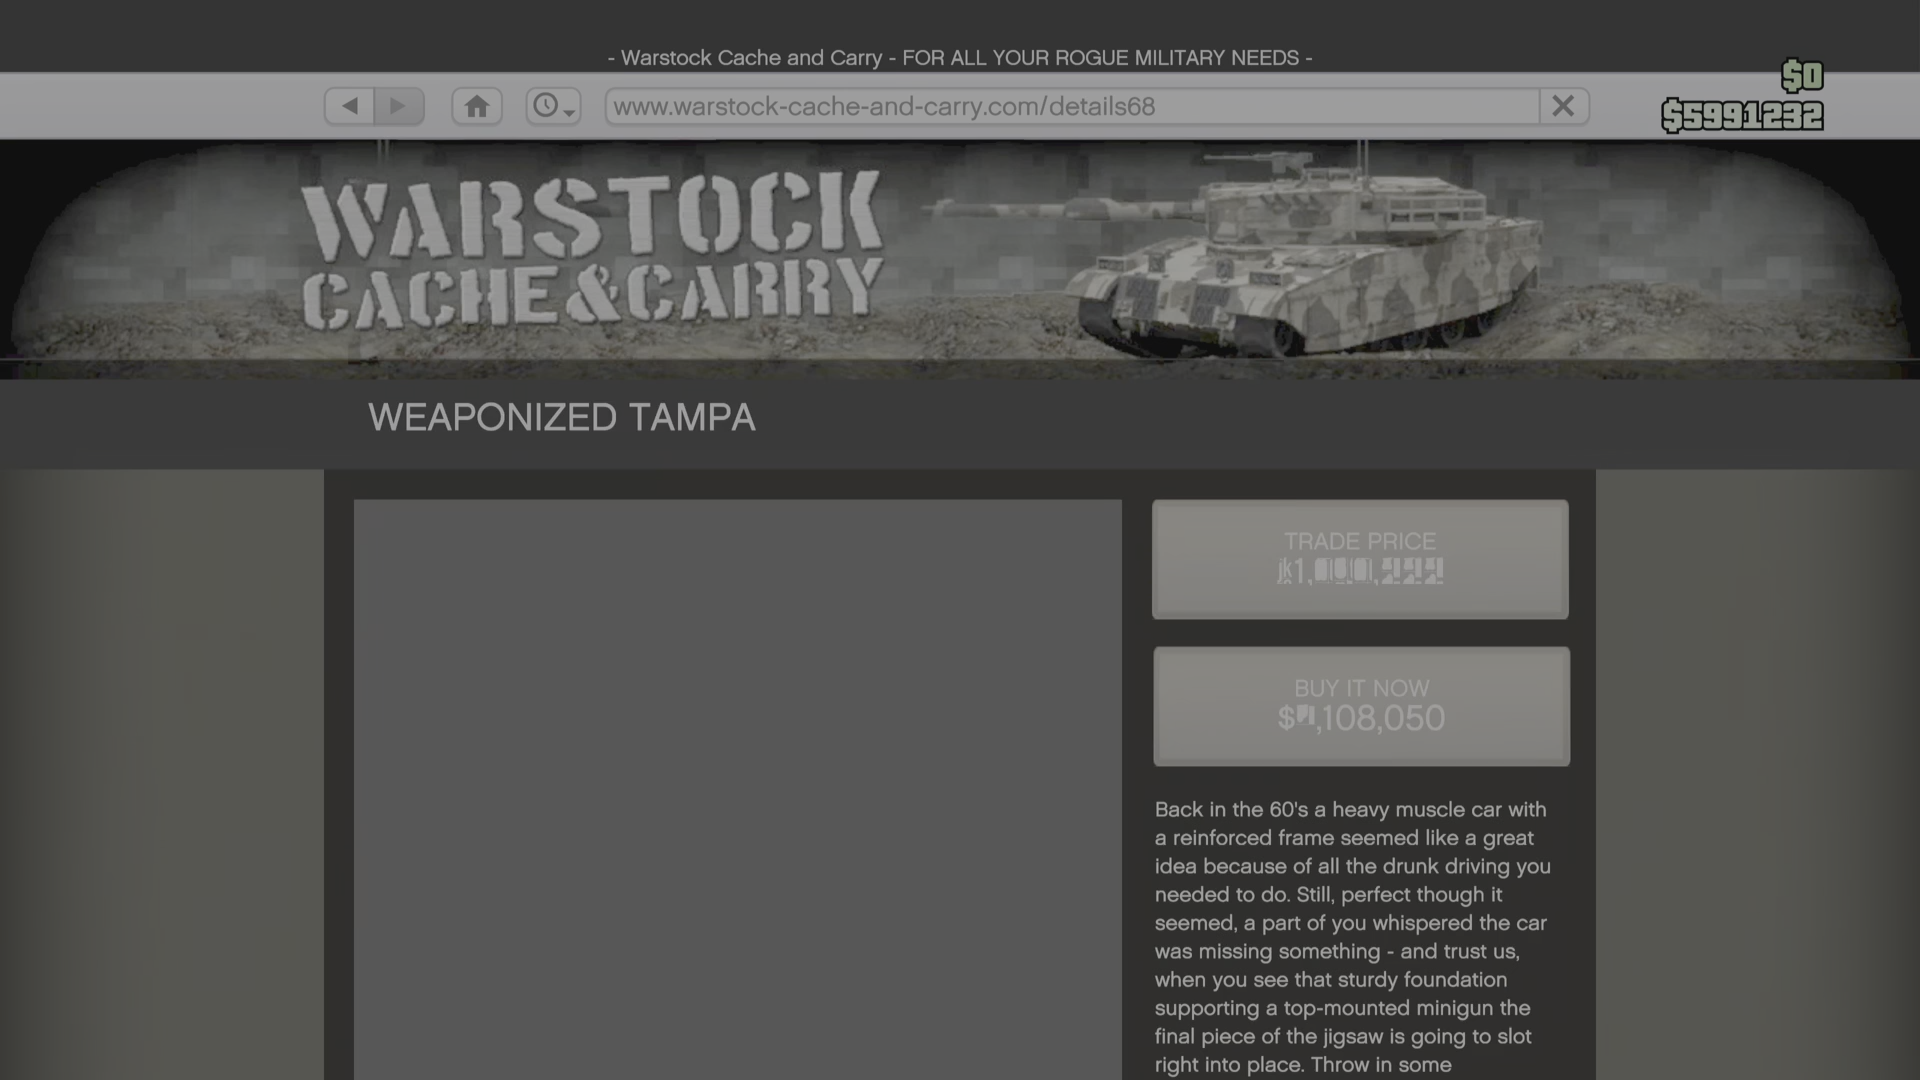 - Warstock Cache and Carry - FOR ALL YOUR ROGUE MILITARY NEEDS -
$0
www.warstock-cache-and-carry.com/details68
$5991232
WARSTOCK
CACHE & CARRY
WEAPONIZED TAMPA
TRADE PRICE
BUY IT NOW
Back in the 60's a heavy muscle car with
a reinforced frame seemed like a great
idea because of all the drunk driving you
needed to do. Still, perfect though it
seemed, a part of you whispered the car
was missing something - and trust us,
when you see that sturdy foundation
supporting a top-mounted minigun the
final piece of the jigsaw is going to slot
right into place. Throw in some